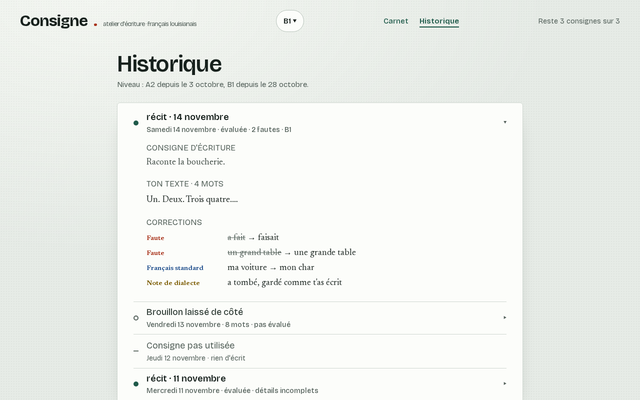 Consigne
atelier d'écriture · français louisianais
B1 ▾
Carnet
Historique
Reste 3 consignes sur 3
Historique
Niveau : A2 depuis le 3 octobre, B1 depuis le 28 octobre.
récit · 14 novembre
Samedi 14 novembre · évaluée · 2 fautes · B1
CONSIGNE D'ÉCRITURE
Raconte la boucherie.
TON TEXTE · 4 MOTS
Un. Deux. Trois quatre....
CORRECTIONS
Faute a fait → faisait
Faute un grand table → une grande table
Français standard ma voiture → mon char
Note de dialecte a tombé, gardé comme t'as écrit
Brouillon laissé de côté
Vendredi 13 novembre · 8 mots · pas évalué
Consigne pas utilisée
Jeudi 12 novembre · rien d'écrit
récit · 11 novembre
Mercredi 11 novembre · évaluée · détails incomplets